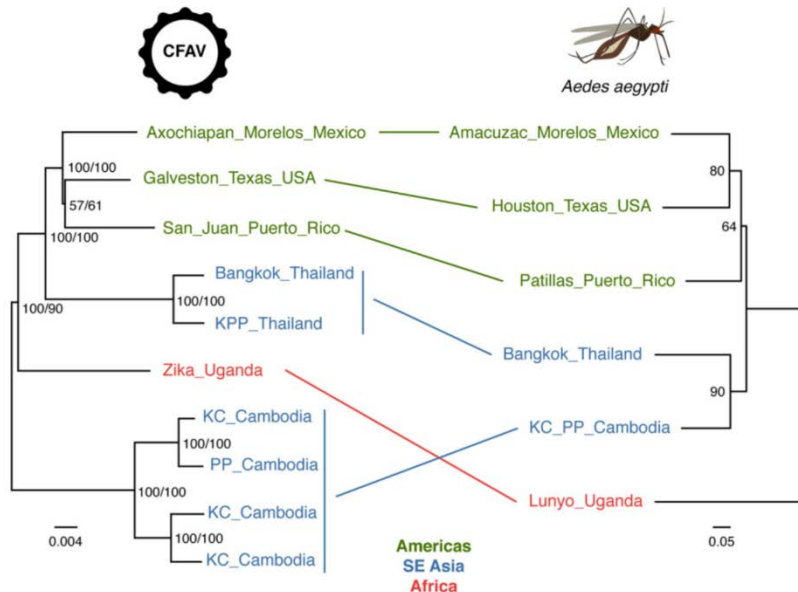 CFAV
Aedes aegypti
Axochiapan_Morelos_Mexico
Amacuzac_Morelos_Mexico
100/100
80
Galveston_Texas_USA
57/61
Houston_Texas_USA
San_Juan_Puerto_Rico
64
100/100
Bangkok_Thailand
Patillas_Puerto_Rico
100/100
100/90
KPP_Thailand
Bangkok_Thailand
Zika_Uganda
90
KC_Cambodia
KC_PP_Cambodia
100/100
PP_Cambodia
100/100
Lunyo_Uganda
KC_Cambodia
100/100
0.004
0.05
Americas
KC_Cambodia
SE Asia
Africa